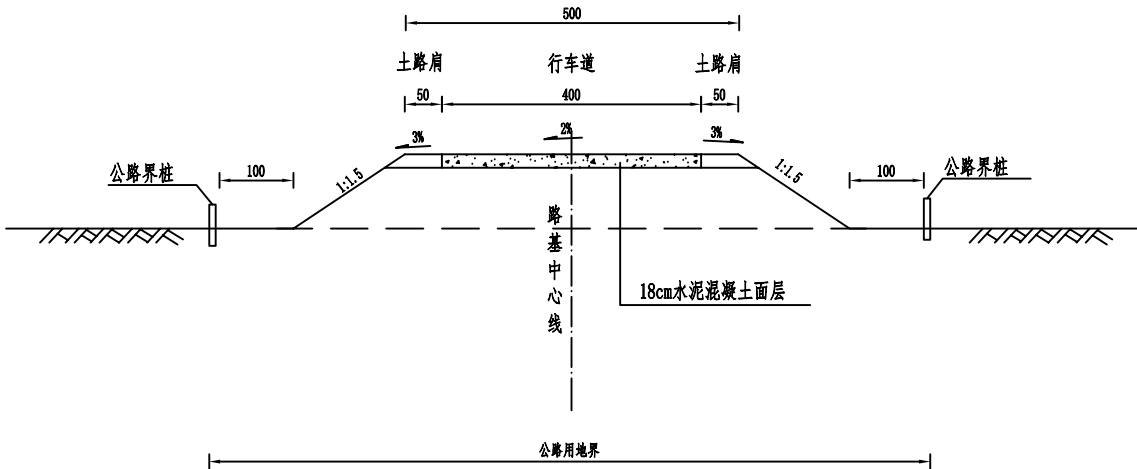 500
土路肩 行车道 土路肩
50 400 50
3% 2% 3%
公路界桩 100 1:1.5 1:1.5 100 公路界桩
路基中心线
18cm水泥混凝土面层
公路用地界